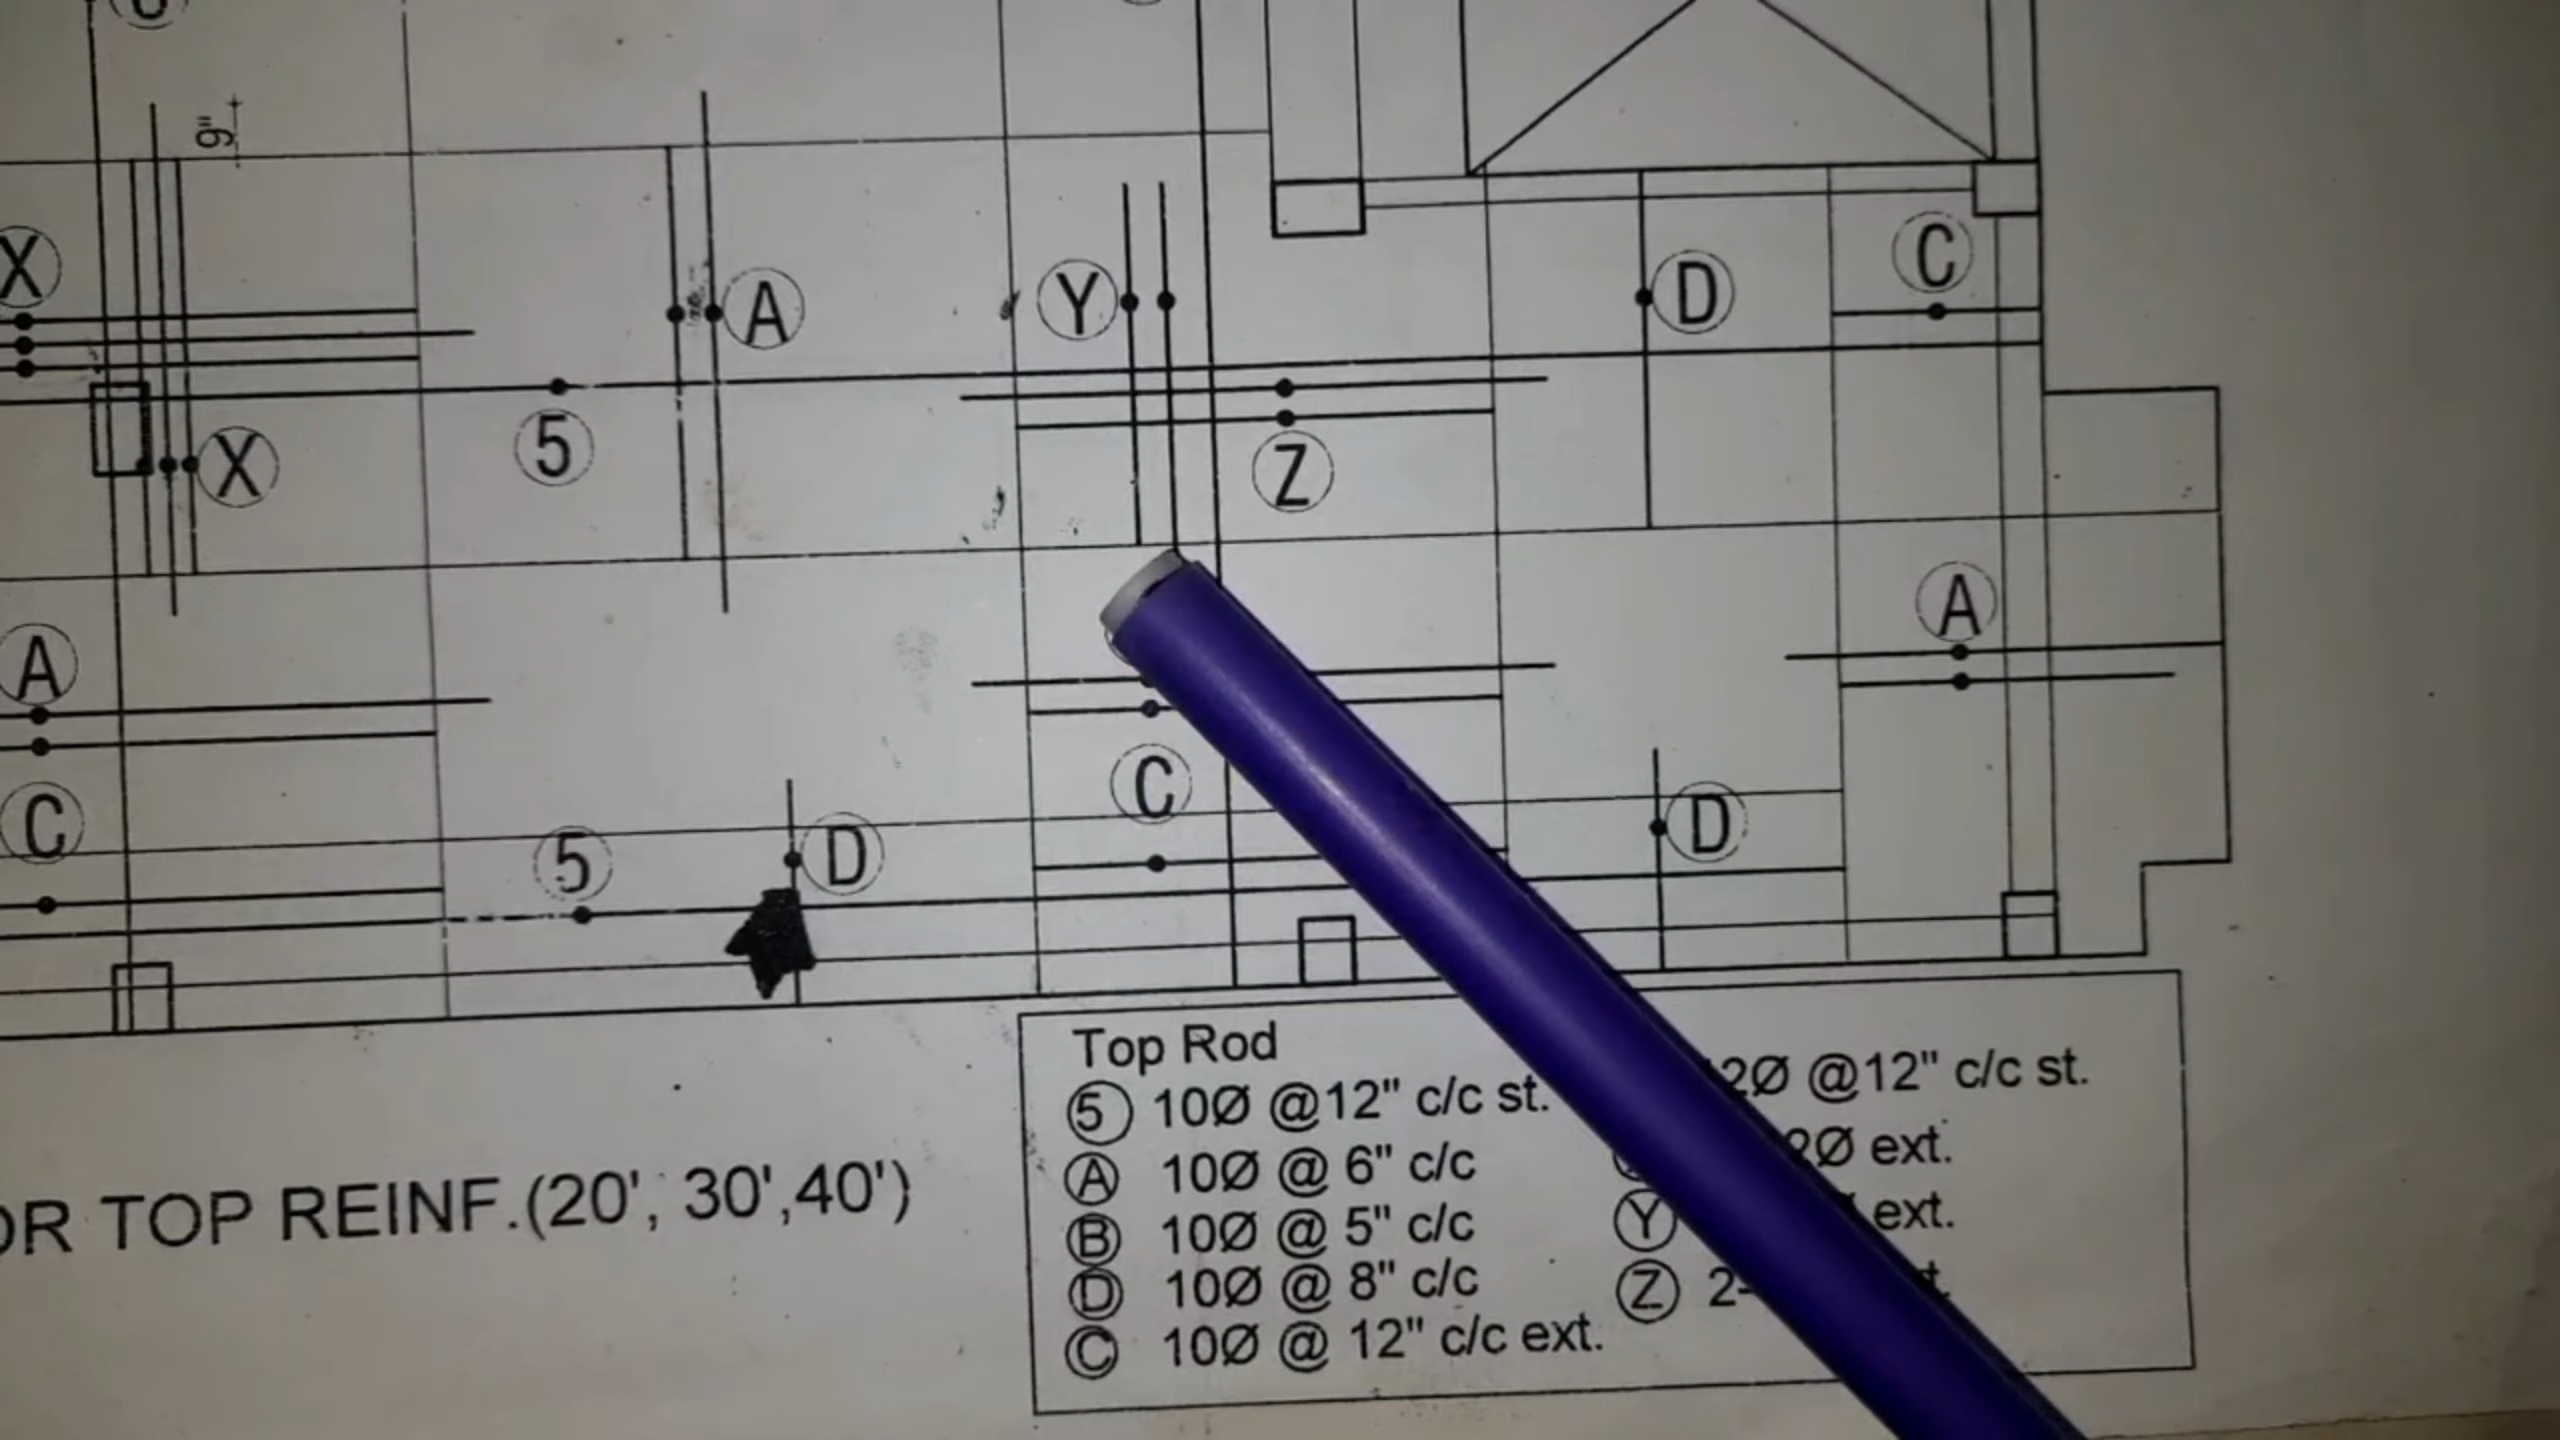 9"
X
A
Y
D
C
5
X
Z
A
A
C
C
5
D
D
Top Rod
5 10Ø @12" c/c st.
A 10Ø @ 6" c/c
B 10Ø @ 5" c/c
D 10Ø @ 8" c/c
C 10Ø @ 12" c/c ext.
@12" c/c st.
ext.
Y ext.
Z
TOP REINF.(20', 30',40')